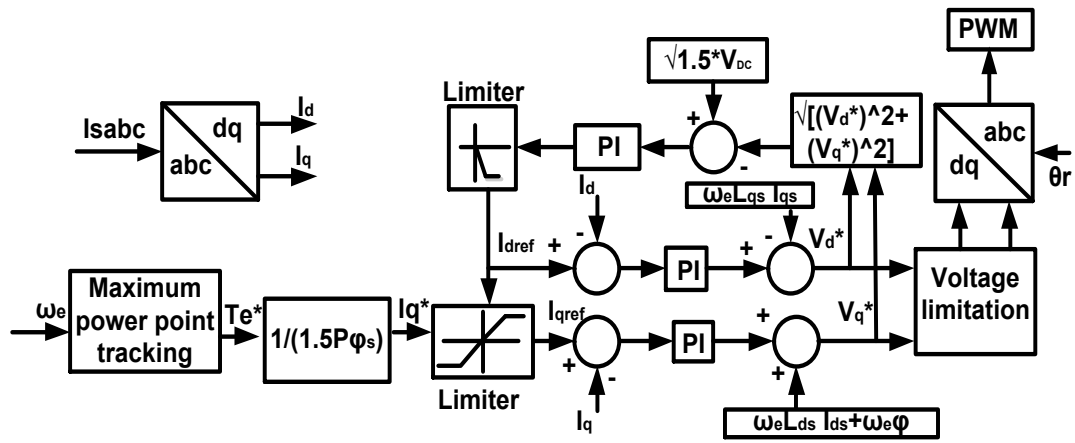 PWM
√1.5*VDC
Limiter
Isabc
abc
dq
Id
Iq
PI
+
-
√[(Vd*)^2+
(Vq*)^2]
dq
abc
θr
Id
ωeLqs Iqs
Idref
+
-
PI
+
-
Vd*
Voltage
limitation
ωe
Maximum
power point
tracking
Te*
1/(1.5Pφs)
Iq*
Limiter
Iqref
+
-
Iq
PI
+
+
Vq*
ωeLds Ids+ωeφ